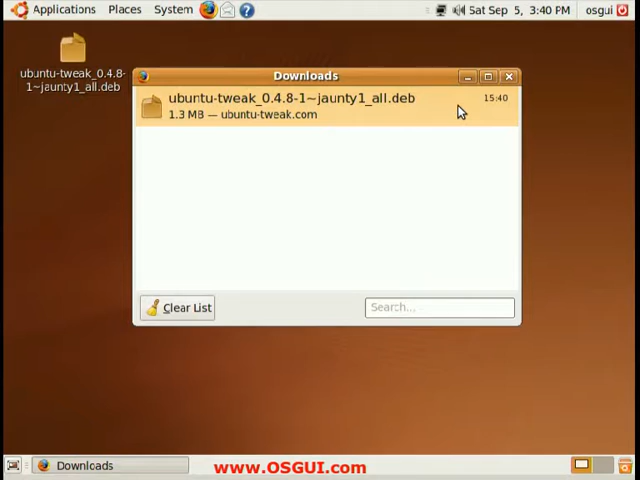 Applications Places System ? Sat Sep 5, 3:40 PM osgui
ubuntu-tweak_0.4.8-
1~jaunty1_all.deb
Downloads
ubuntu-tweak_0.4.8-1~jaunty1_all.deb 15:40
1.3 MB — ubuntu-tweak.com
Clear List Search...
Downloads www.OSGUI.com